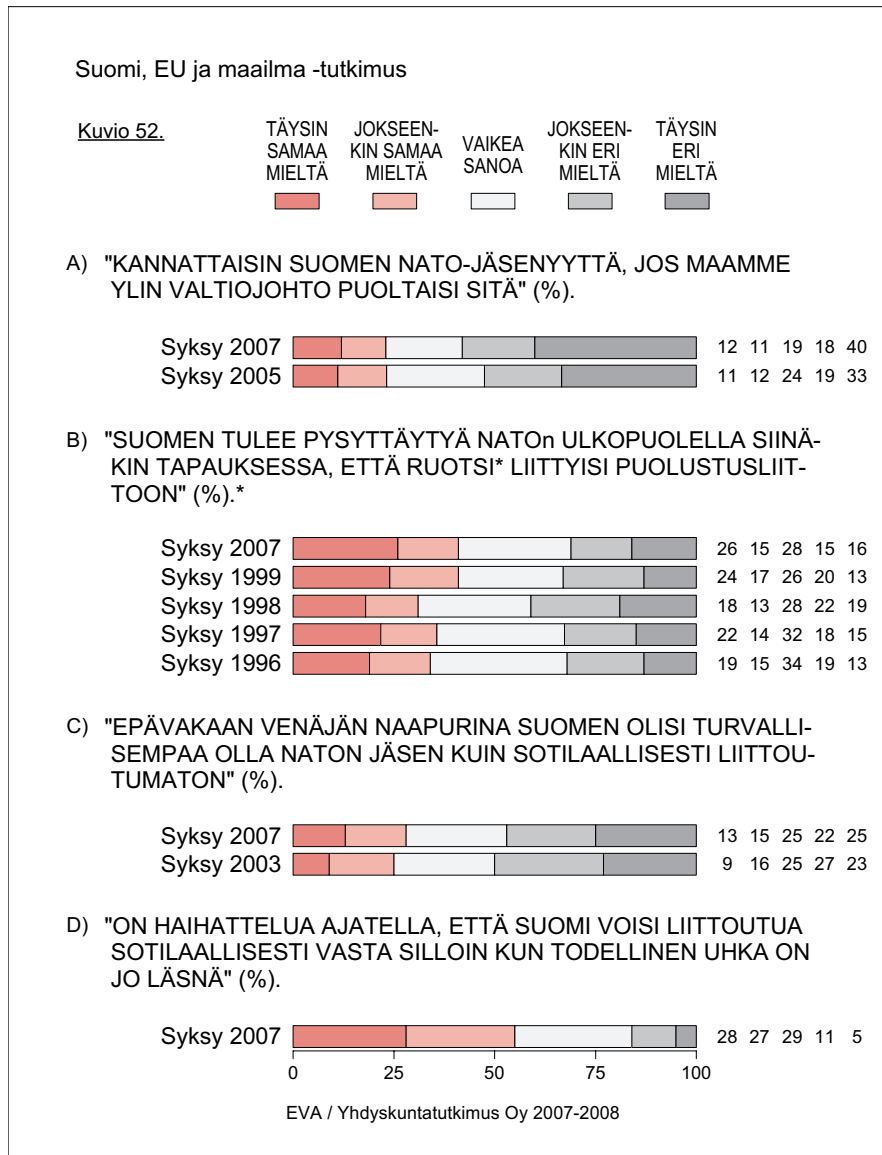 Suomi, EU ja maailma -tutkimus
Kuvio 52.
TÄYSIN
SAMAA
MIELTÄ
JOKSEEN-
KIN SAMAA
MIELTÄ
VAIKEA
SANOA
JOKSEEN-
KIN ERI
MIELTÄ
TÄYSIN
ERI
MIELTÄ
A) "KANNATTAISIN SUOMEN NATO-JÄSENYYTTÄ, JOS MAAMME
YLIN VALTIOJOHTO PUOLTAISI SITÄ" (%).
Syksy 2007 12 11 19 18 40
Syksy 2005 11 12 24 19 33
B) "SUOMEN TULEE PYSYTTÄYTYÄ NATOn ULKOPUOLELLA SIINÄ-
KIN TAPAUKSESSA, ETTÄ RUOTSI* LIITTYISI PUOLUSTUSLIIT-
TOON" (%).*
Syksy 2007 26 15 28 15 16
Syksy 1999 24 17 26 20 13
Syksy 1998 18 13 28 22 19
Syksy 1997 22 14 32 18 15
Syksy 1996 19 15 34 19 13
C) "EPÄVAKAAN VENÄJÄN NAAPURINA SUOMEN OLISI TURVALLI-
SEMPAA OLLA NATON JÄSEN KUIN SOTILAALLISESTI LIITTOU-
TUMATON" (%).
Syksy 2007 13 15 25 22 25
Syksy 2003 9 16 25 27 23
D) "ON HAIHATTELUA AJATELLA, ETTÄ SUOMI VOISI LIITTOUTUA
SOTILAALLISESTI VASTA SILLOIN KUN TODELLINEN UHKA ON
JO LÄSNÄ" (%).
Syksy 2007 28 27 29 11 5
0 25 50 75 100
EVA / Yhdyskuntatutkimus Oy 2007-2008